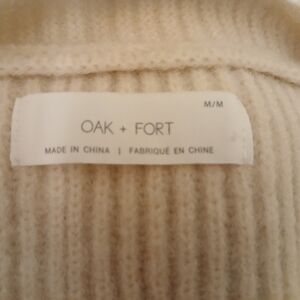 M/M
OAK + FORT
MADE IN CHINA | FABRIQUÉ EN CHINE